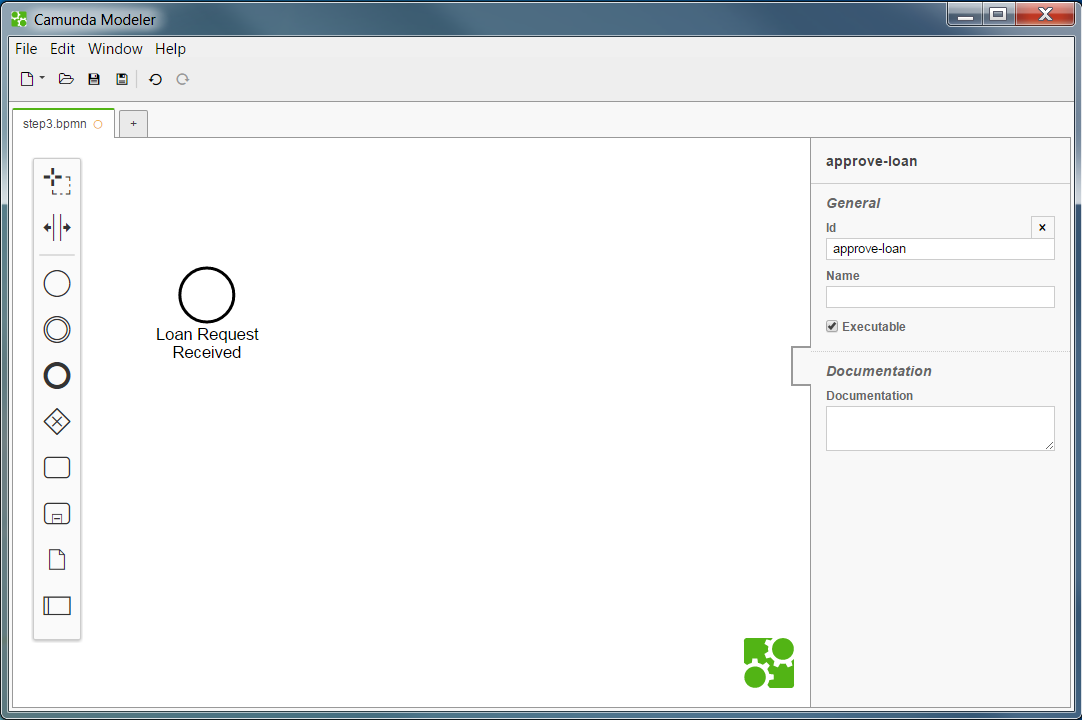 Camunda Modeler
File Edit Window Help
step3.bpmn
+
approve-loan
General
Id
approve-loan
Name
Executable
Documentation
Documentation
Loan Request
Received